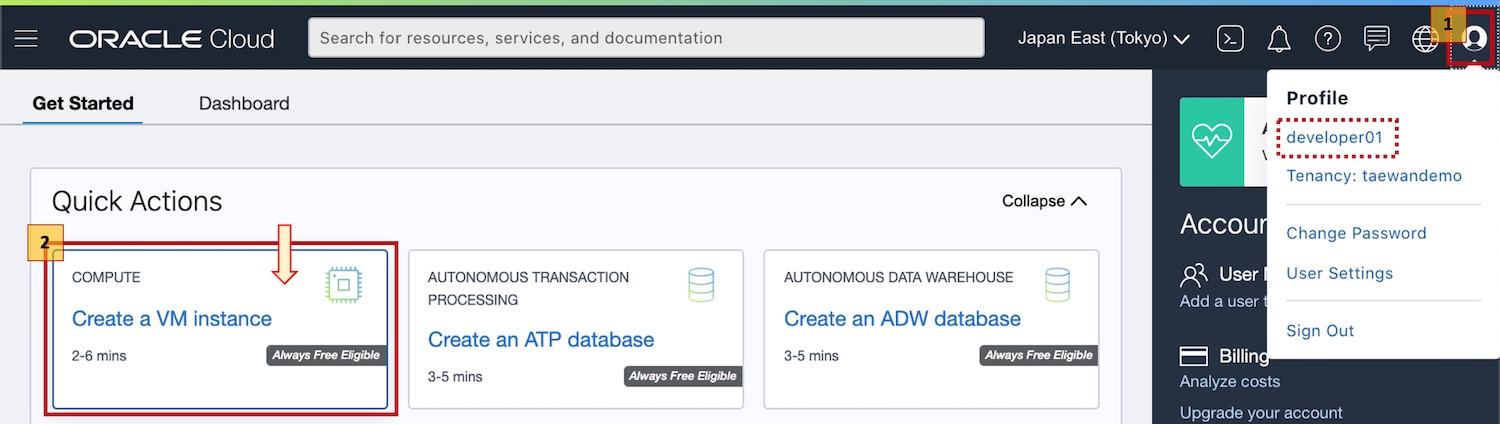 ORACLE Cloud
Search for resources, services, and documentation
Japan East (Tokyo)
1
Get Started
Dashboard
Profile
developer01
Tenancy: taewandemo
Change Password
User Settings
Sign Out
Quick Actions
Collapse
2
COMPUTE
Create a VM instance
2-6 mins
Always Free Eligible
AUTONOMOUS TRANSACTION
PROCESSING
Create an ATP database
3-5 mins
Always Free Eligible
AUTONOMOUS DATA WAREHOUSE
Create an ADW database
3-5 mins
Always Free Eligible
User
Add a user
Billing
Analyze costs
Upgrade your account